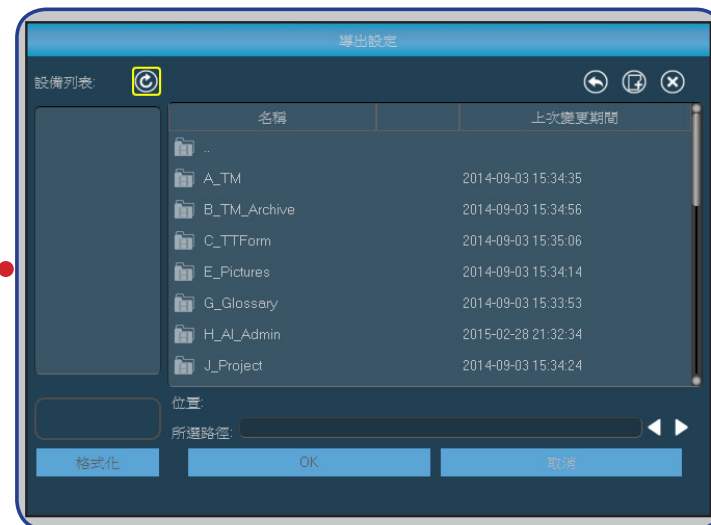 導出設定
設備列表:
名稱 上次變更期間
..
A_TM 2014-09-03 15:34:35
B_TM_Archive 2014-09-03 15:34:56
C_TTForm 2014-09-03 15:35:06
E_Pictures 2014-09-03 15:34:14
G_Glossary 2014-09-03 15:33:53
H_AI_Admin 2015-02-28 21:32:34
J_Project 2014-09-03 15:34:24
位置:
所選路徑:
格式化 OK 取消